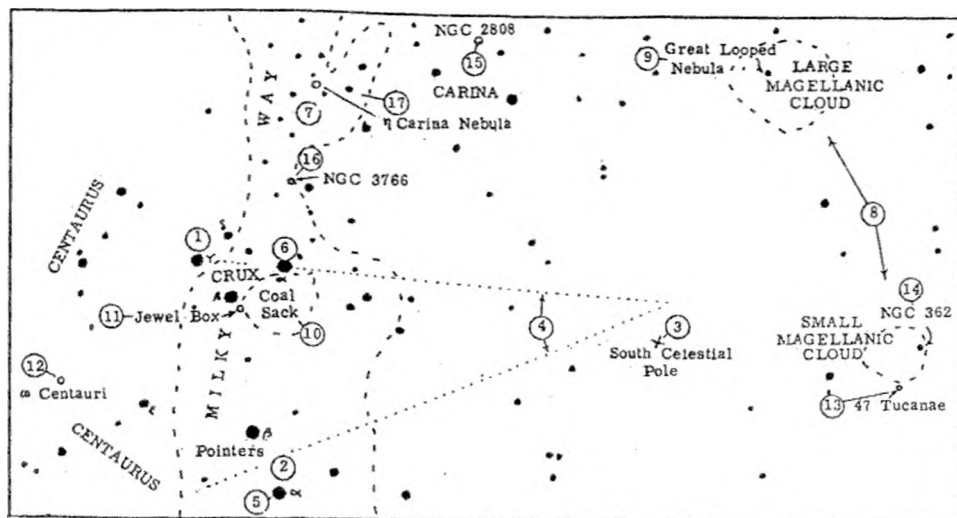 NGC 2808
15
CARINA
9
Great Looped
Nebula
LARGE
MAGELLANIC
CLOUD
WAY
7
17
η Carina Nebula
16
NGC 3766
CENTAURUS
8
1
γ
δ
6
α
CRUX
β
Coal
Sack
11
Jewel Box
10
4
3
South Celestial
Pole
14
NGC 362
SMALL
MAGELLANIC
CLOUD
12
ω Centauri
13
47 Tucanae
MILKY
ε
CENTAURUS
β
Pointers
2
5
α